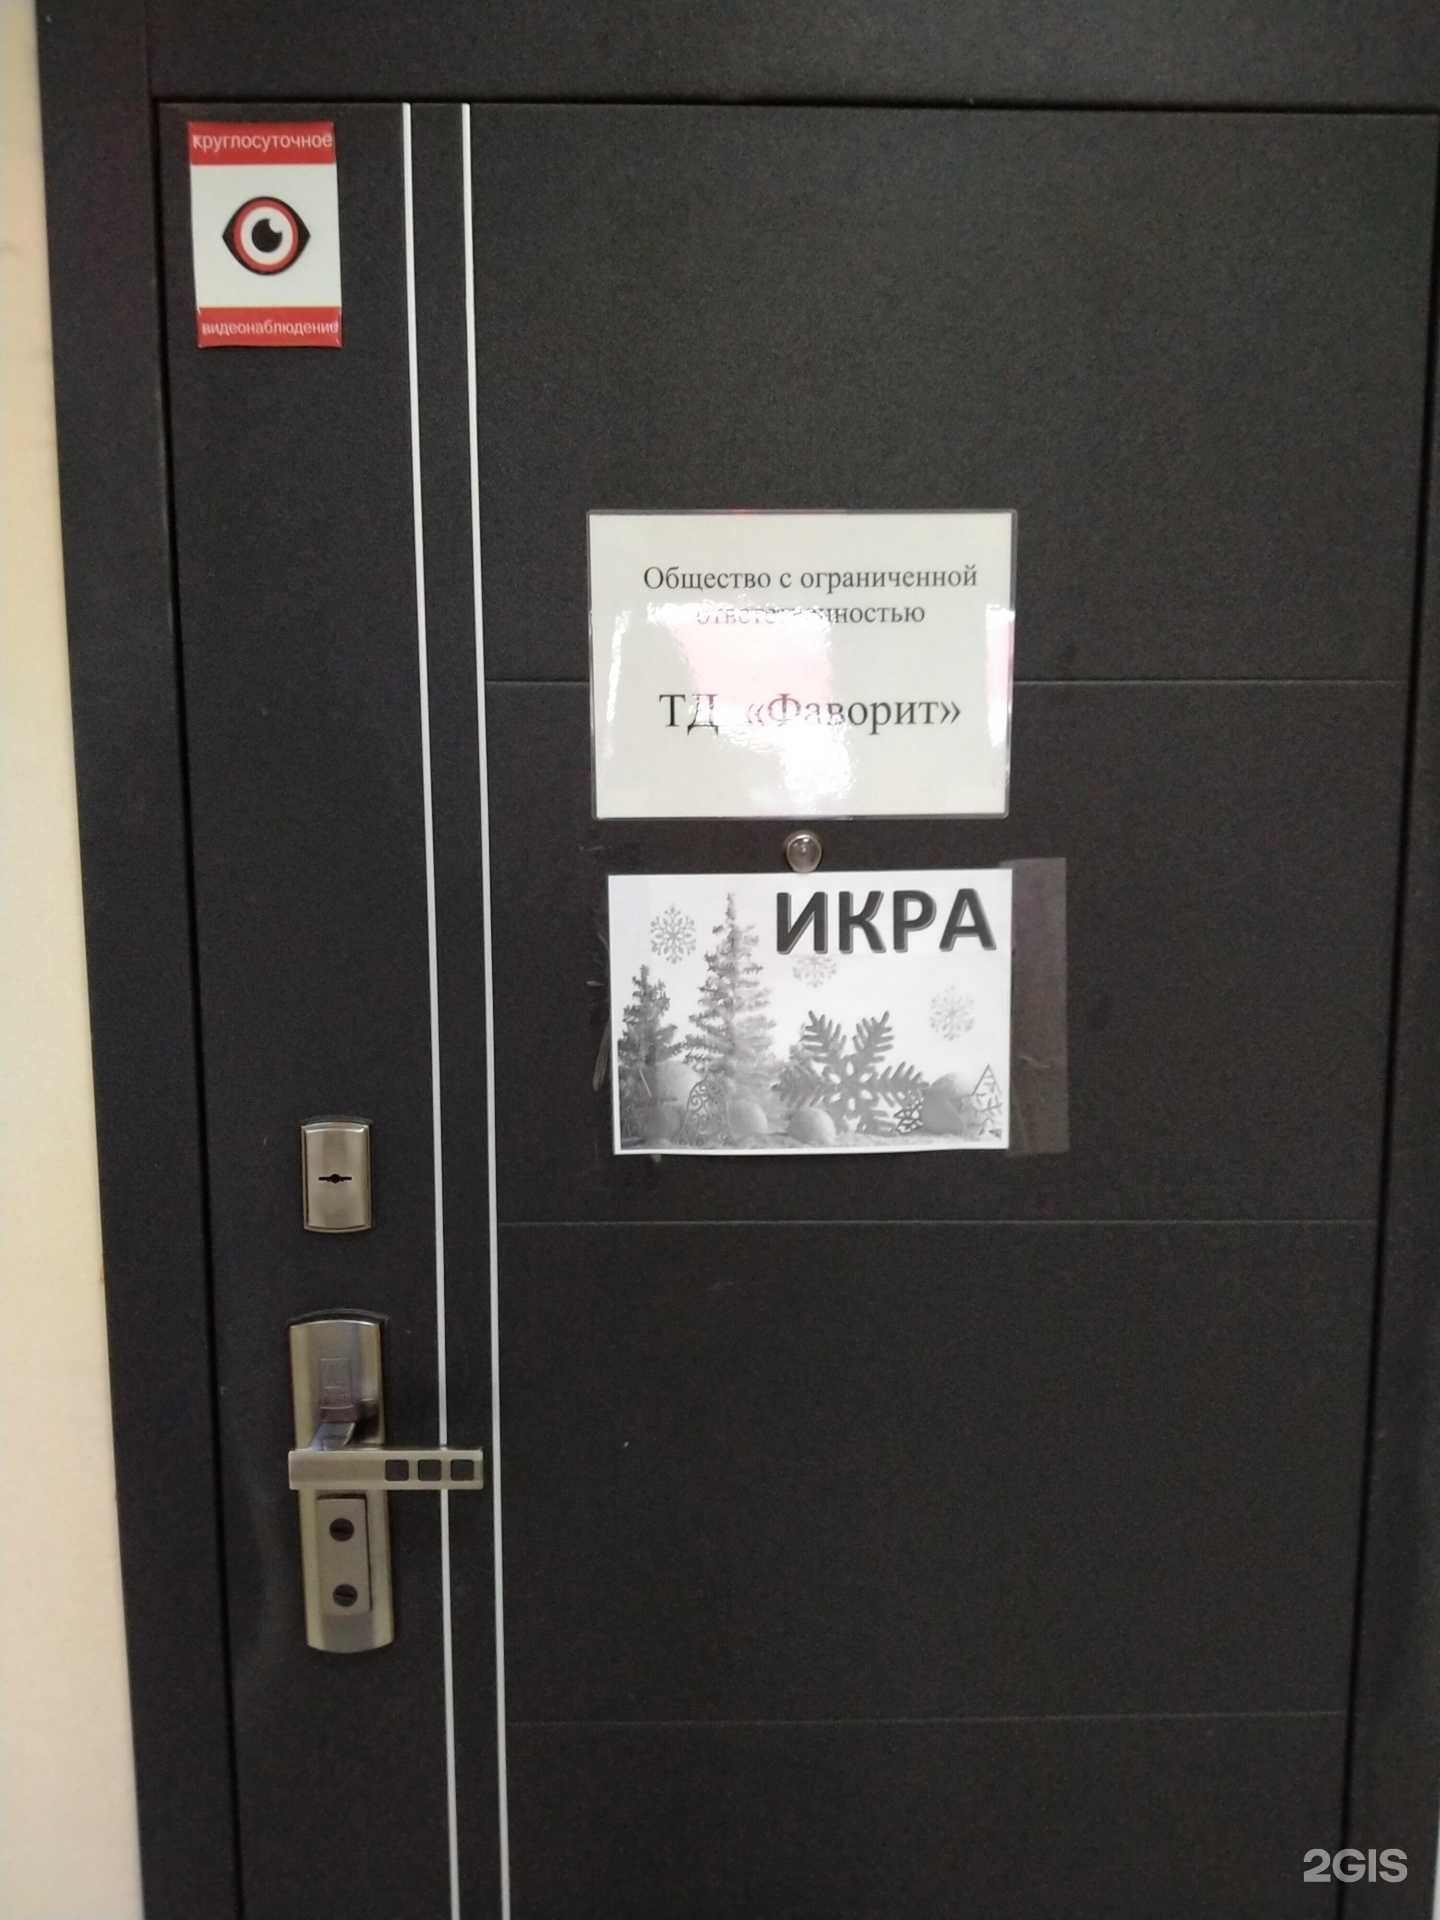 круглосуточное
видеонаблюдение
Общество с ограниченной
ответственностью
ТД «Фаворит»
ИКРА
2GIS